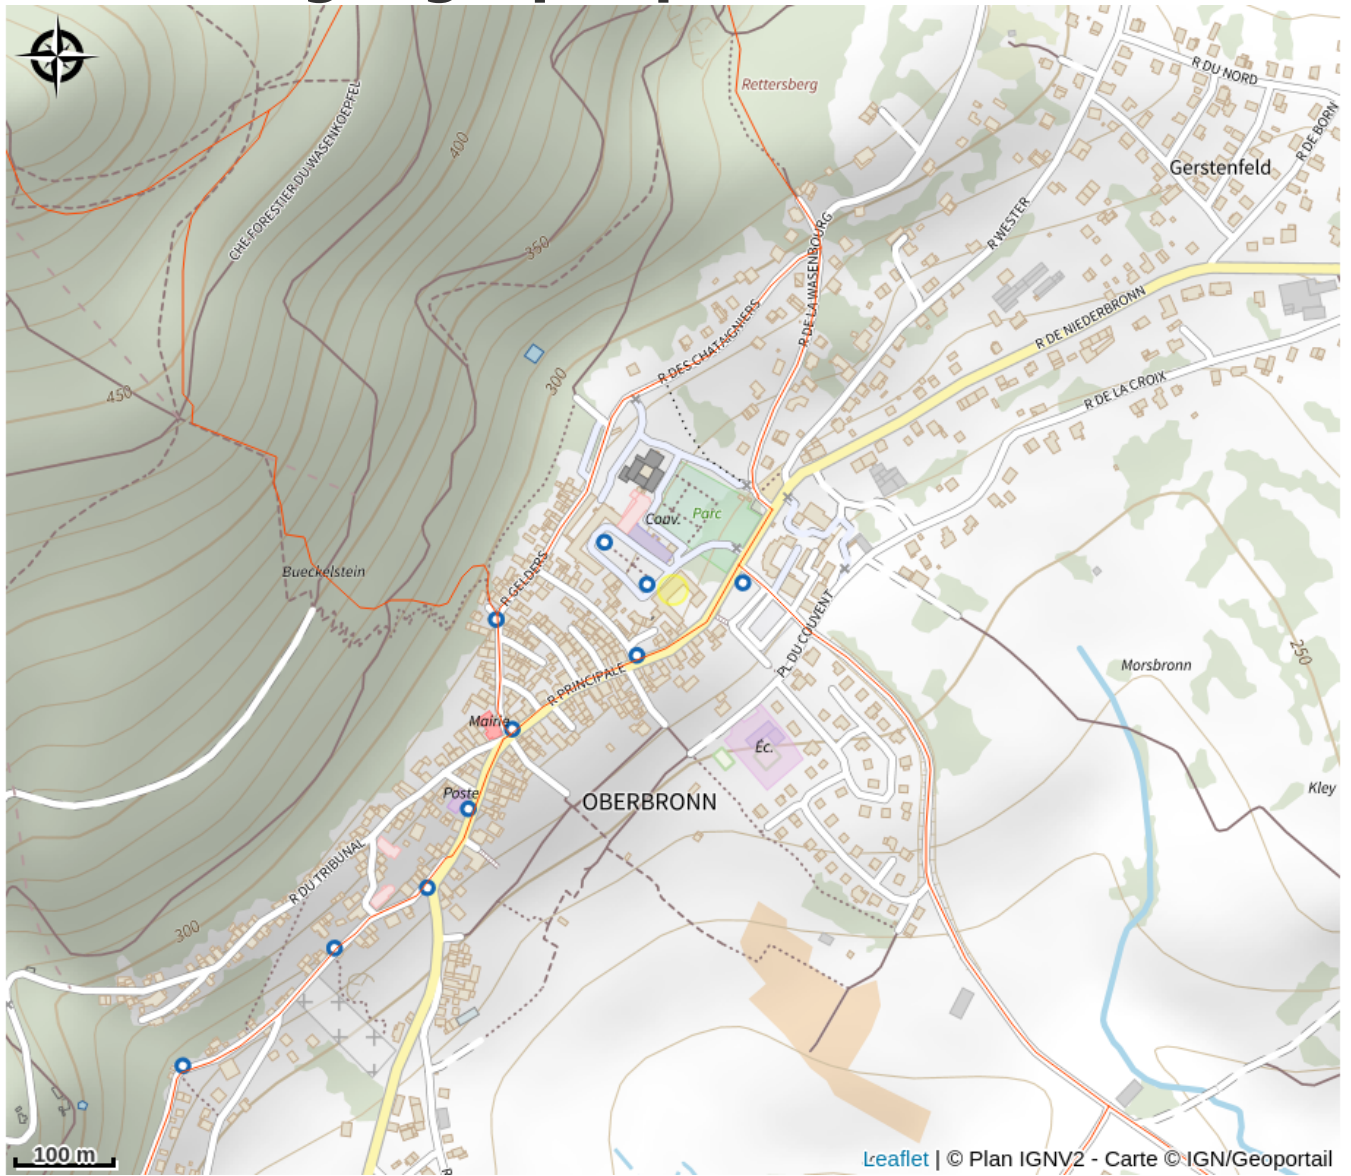 Rettersberg
R DU NORD
R DE BORN
CHE FORESTIER DU WASENKOEPFEL
400
Gerstenfeld
350
R WESTER
R DE LA WASENBOURG
R DE NIEDERBRONN
R DES CHATAIGNIERS
300
450
R DE LA CROIX
Parc
Couv.
Bueckelstein
R GELDERS
PL DU COUVENT
250
Morsbronn
R PRINCIPALE
Mairie
Éc.
Poste
OBERBRONN
Kley
R DU TRIBUNAL
300
100 m
R
Leaflet | © Plan IGNV2 - Carte © IGN/Geoportail